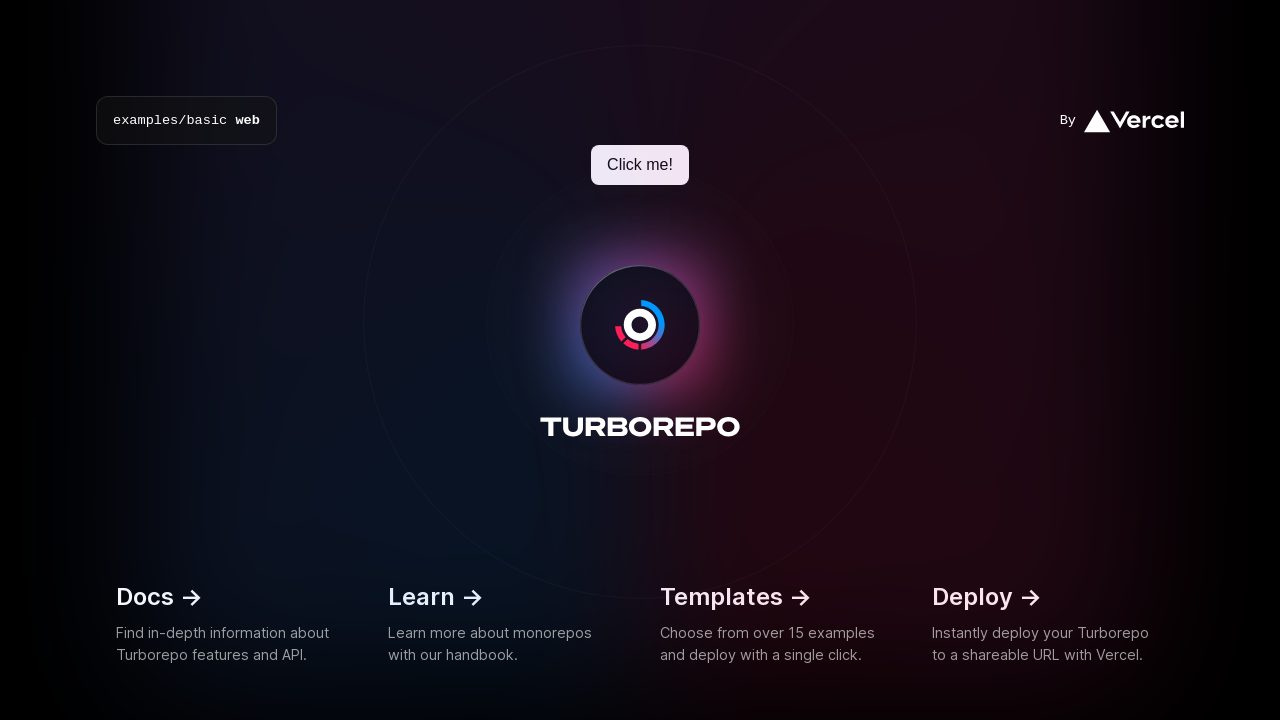 examples/basic web
By Vercel
Click me!
TURBOREPO
Docs →
Find in-depth information about
Turborepo features and API.
Learn →
Learn more about monorepos
with our handbook.
Templates →
Choose from over 15 examples
and deploy with a single click.
Deploy →
Instantly deploy your Turborepo
to a shareable URL with Vercel.